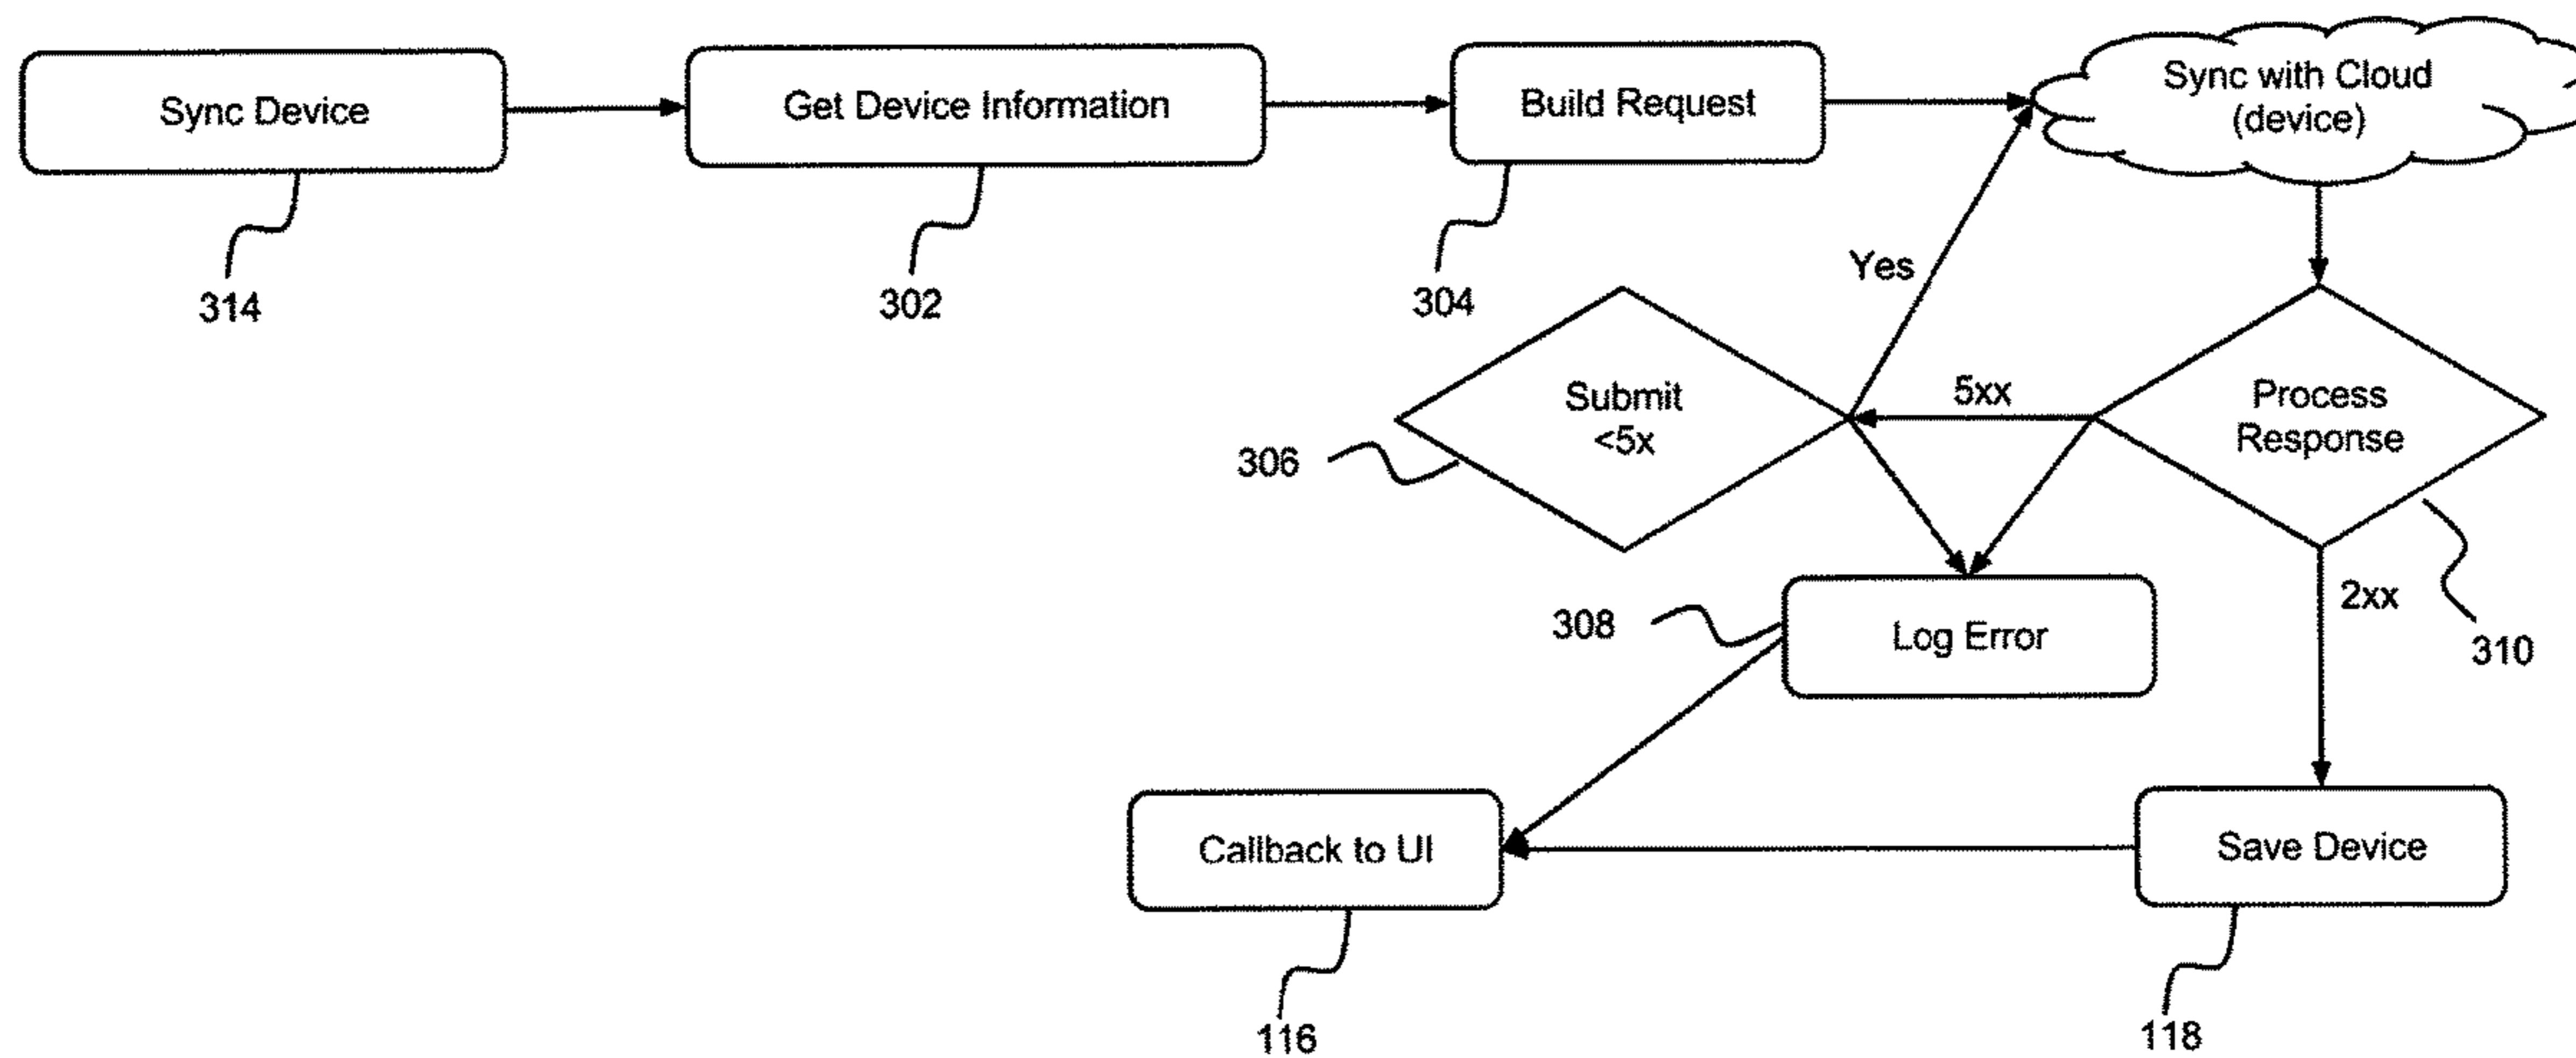 Sync Device
Get Device Information
Build Request
Sync with Cloud
(device)
314
302
304
Yes
Submit
<5x
5xx
Process
Response
306
308
Log Error
2xx
310
Callback to UI
Save Device
116
118